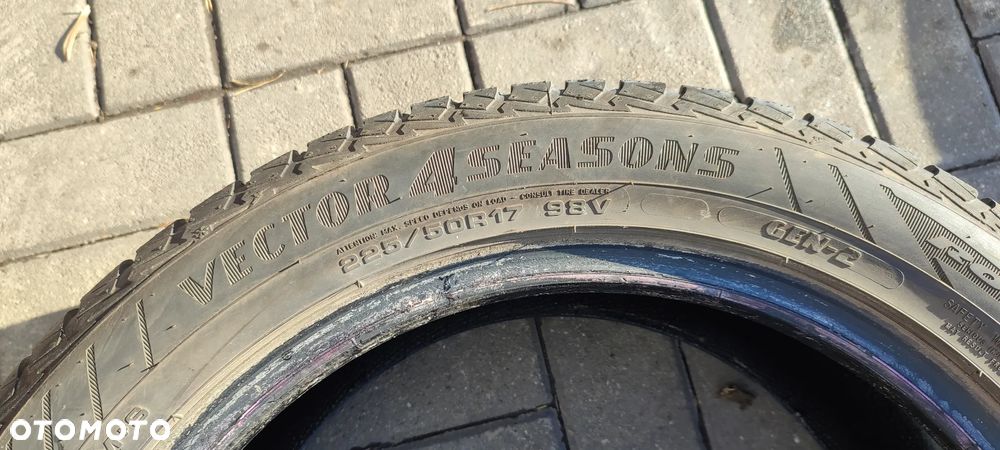 VECTOR 4SEASONS
ATTENTION: MAX. SPEED DEPENDS ON LOAD - CONSULT TIRE DEALER
225/50R17 98V
GEN-2
SAFETY
OTOMOTO